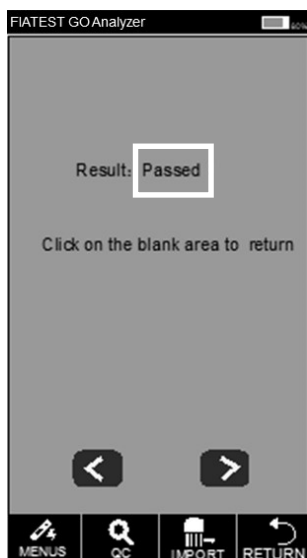 FIATEST GO Analyzer 60%
Result: Passed
Click on the blank area to return
MENUS QC IMPORT RETURN